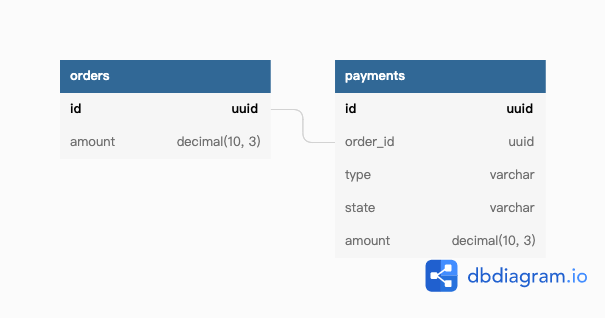 orders
id uuid
amount decimal(10, 3)
payments
id uuid
order_id uuid
type varchar
state varchar
amount decimal(10, 3)
dbdiagram.io